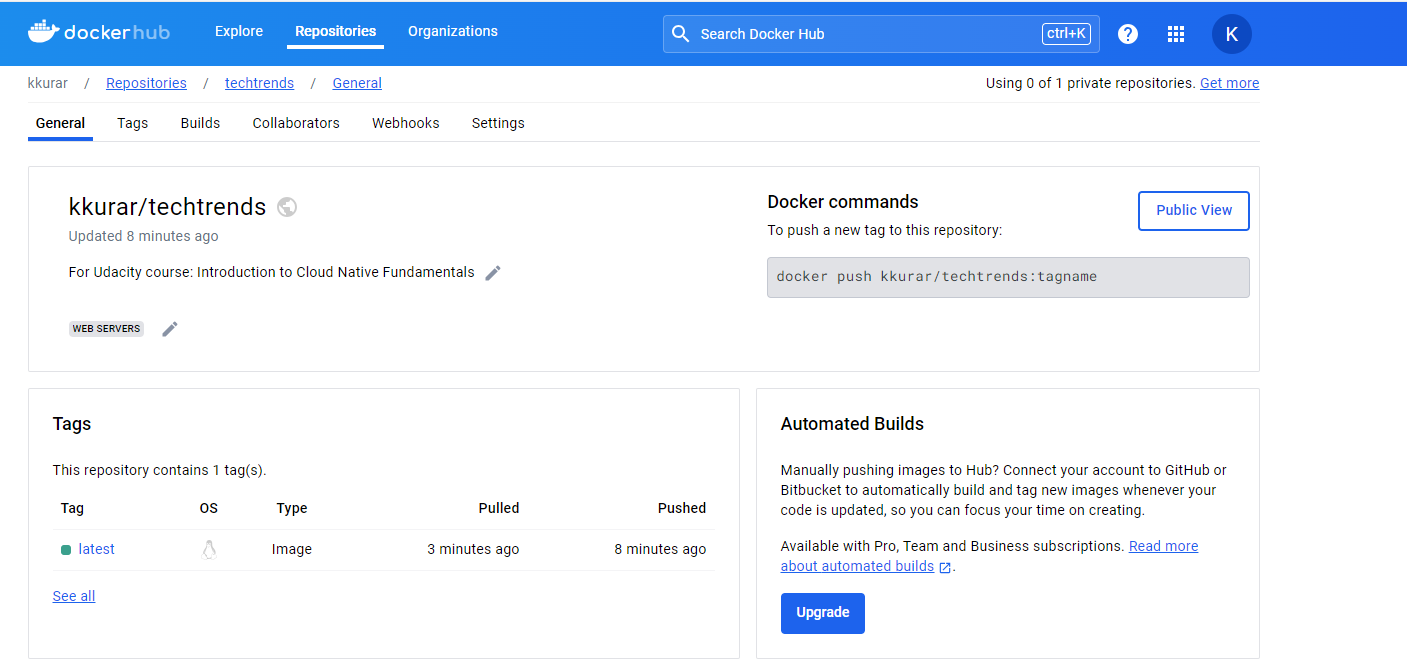 dockerhub Explore Repositories Organizations Search Docker Hub ctrl+K ? K
kkurar / Repositories / techtrends / General Using 0 of 1 private repositories. Get more
General Tags Builds Collaborators Webhooks Settings
kkurar/techtrends
Updated 8 minutes ago
For Udacity course: Introduction to Cloud Native Fundamentals
WEB SERVERS
Docker commands
Public View
To push a new tag to this repository:
docker push kkurar/techtrends:tagname
Tags
This repository contains 1 tag(s).
Tag OS Type Pulled Pushed
latest Image 3 minutes ago 8 minutes ago
See all
Automated Builds
Manually pushing images to Hub? Connect your account to GitHub or
Bitbucket to automatically build and tag new images whenever your
code is updated, so you can focus your time on creating.
Available with Pro, Team and Business subscriptions. Read more
about automated builds .
Upgrade